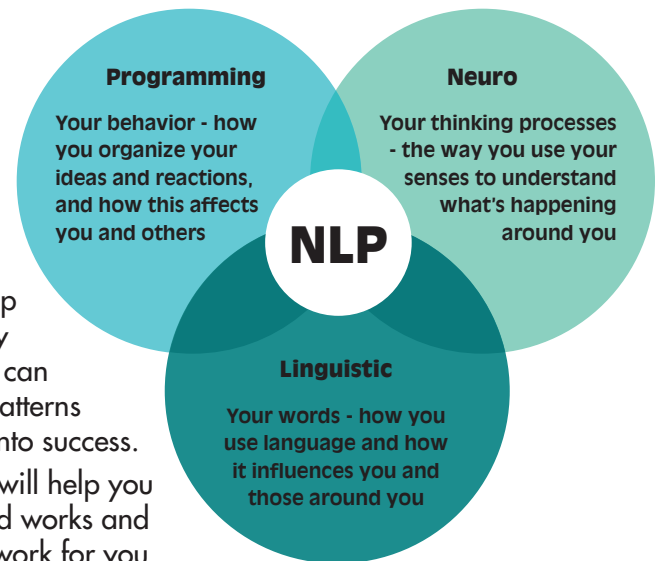 Programming
Your behavior - how
you organize your
ideas and reactions,
and how this affects
you and others
Neuro
Your thinking processes
- the way you use your
senses to understand
what's happening
around you
NLP
Linguistic
Your words - how you
use language and how
it influences you and
those around you
can
nto success.
will help you
d works and
work for you